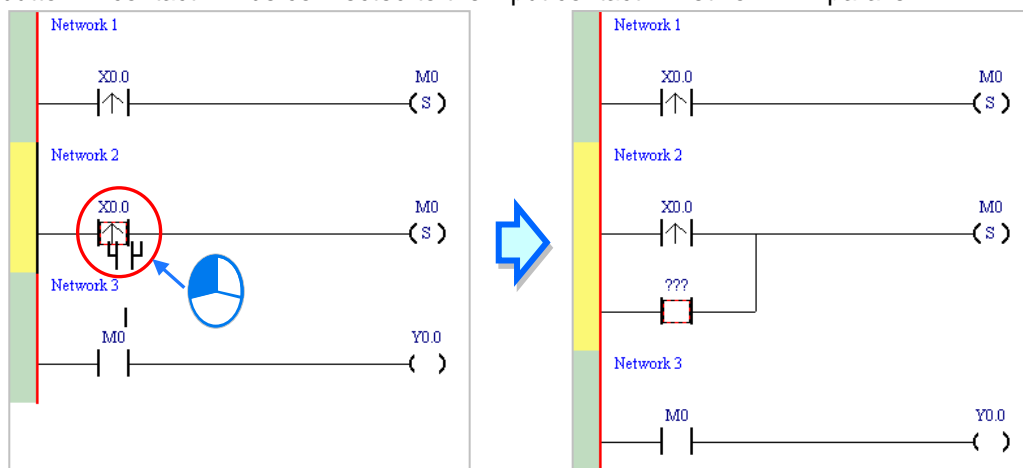 Network 1
X0.0 M0
( S )
Network 2
X0.0 M0
( S )
Network 3
M0 Y0.0
( )
Network 1
X0.0 M0
( S )
Network 2
X0.0 M0
( S )
???
Network 3
M0 Y0.0
( )